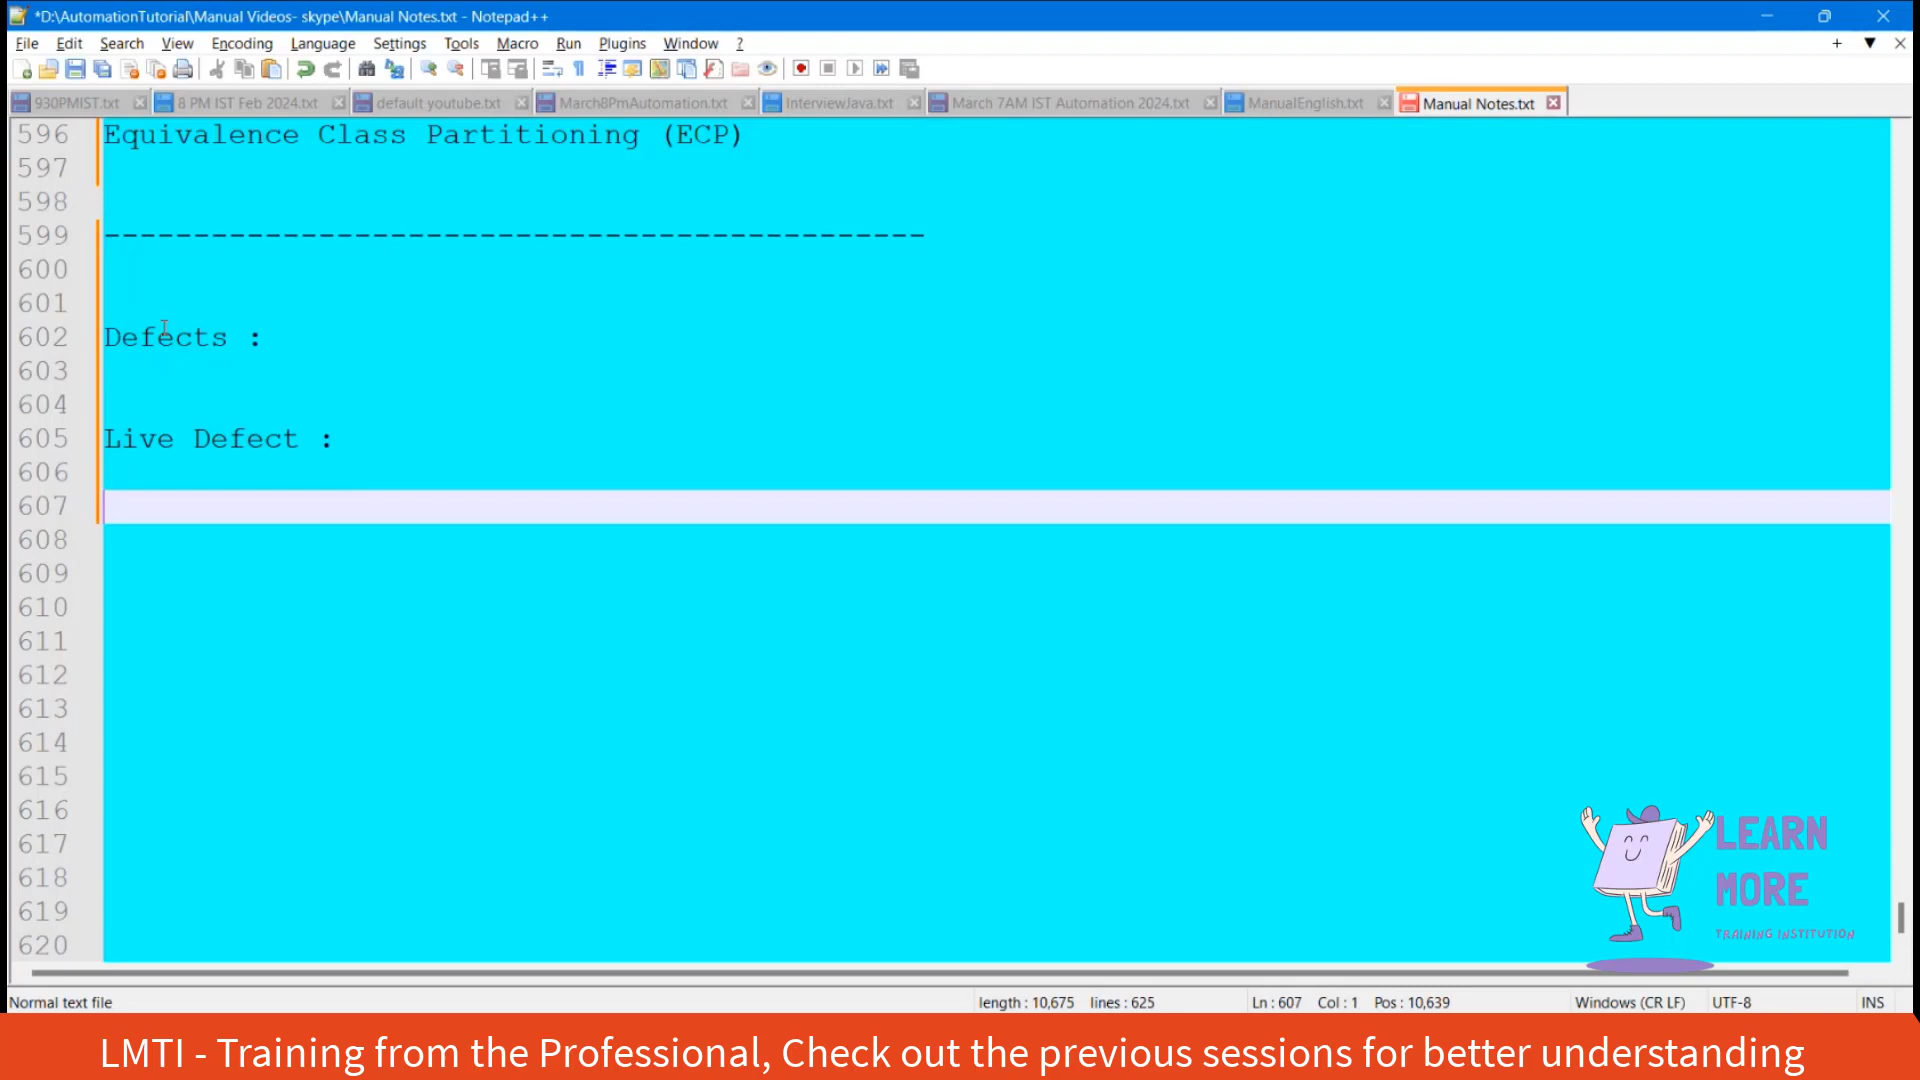 *D:\AutomationTutorial\Manual Videos- skype\Manual Notes.txt - Notepad++
File Edit Search View Encoding Language Settings Tools Macro Run Plugins Window ?
930PMIST.txt 8 PM IST Feb 2024.txt default youtube.txt March8PmAutomation.txt InterviewJava.txt March 7AM IST Automation 2024.txt ManualEnglish.txt Manual Notes.txt
596 Equivalence Class Partitioning (ECP)
597
598
599 ----------------------------------------------
600
601
602 Defects :
603
604
605 Live Defect :
606
607
608
609
610
611
612
613
614
615
616
617
618
619
620
LEARN
MORE
TRAINING INSTITUTION
Normal text file length : 10,675 lines : 625 Ln : 607 Col : 1 Pos : 10,639 Windows (CR LF) UTF-8 INS
LMTI - Training from the Professional, Check out the previous sessions for better understanding